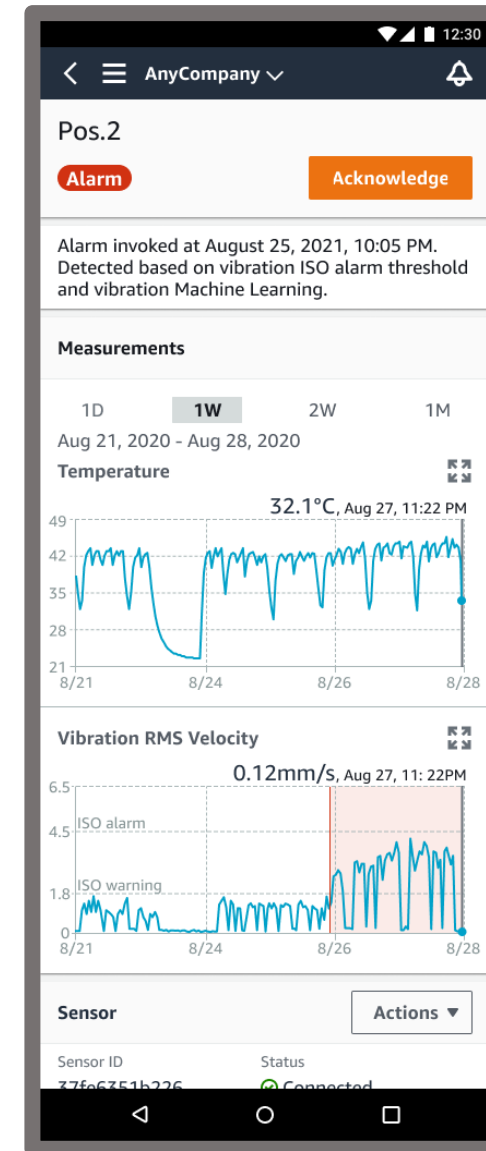 12:30
AnyCompany
Pos.2
Alarm
Acknowledge
Alarm invoked at August 25, 2021, 10:05 PM.
Detected based on vibration ISO alarm threshold
and vibration Machine Learning.
Measurements
1D 1W 2W 1M
Aug 21, 2020 - Aug 28, 2020
Temperature
32.1°C, Aug 27, 11:22 PM
49
42
35
28
21
8/21 8/24 8/26 8/28
Vibration RMS Velocity
0.12mm/s, Aug 27, 11: 22PM
6.5
4.5 ISO alarm
1.8 ISO warning
0
8/21 8/24 8/26 8/28
Sensor
Actions
Sensor ID Status
37fe6351b226 Connected